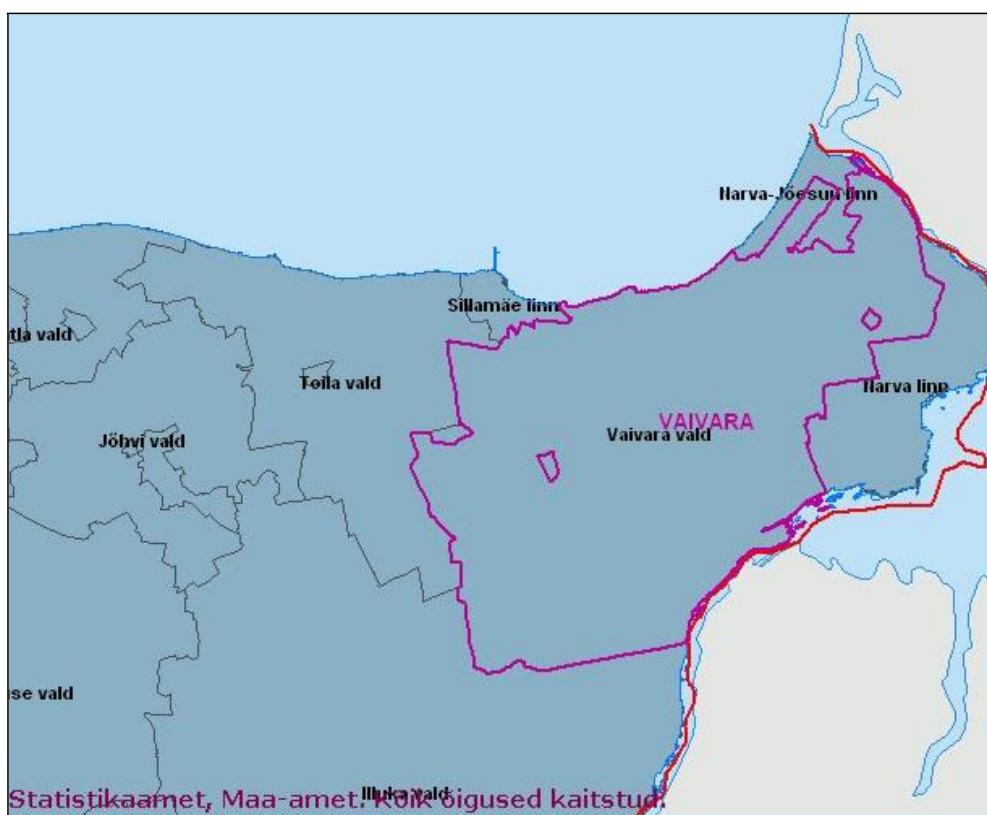 Narva-Jõesuu linn
Sillamäe linn
tla vald
Toila vald
Narva linn
VAIVARA
Jõhvi vald
Vaivara vald
se vald
Illuka vald
Statistikaamet, Maa-amet. Kõik õigused kaitstud.